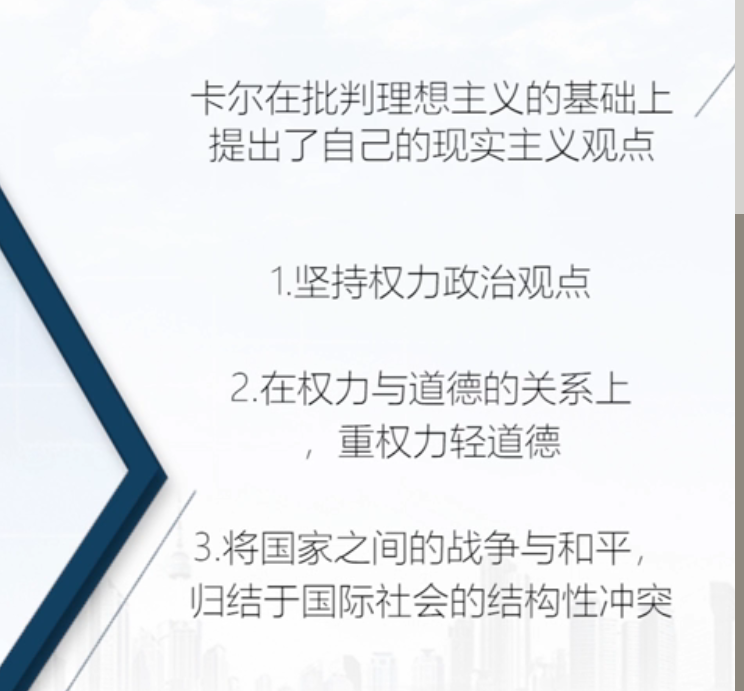 卡尔在批判理想主义的基础上
提出了自己的现实主义观点
1.坚持权力政治观点
2.在权力与道德的关系上
，重权力轻道德
3.将国家之间的战争与和平，
归结于国际社会的结构性冲突